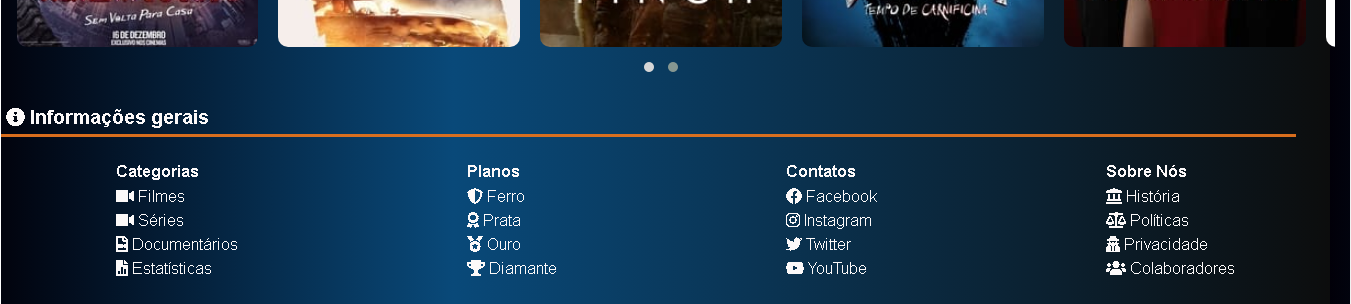 SEM VOLTA PARA CASA
16 DE DEZEMBRO
EXCLUSIVO NOS CINEMAS
TEMPO DE CARNIFICINA
Informações gerais
Categorias
Filmes
Séries
Documentários
Estatísticas
Planos
Ferro
Prata
Ouro
Diamante
Contatos
Facebook
Instagram
Twitter
YouTube
Sobre Nós
História
Políticas
Privacidade
Colaboradores